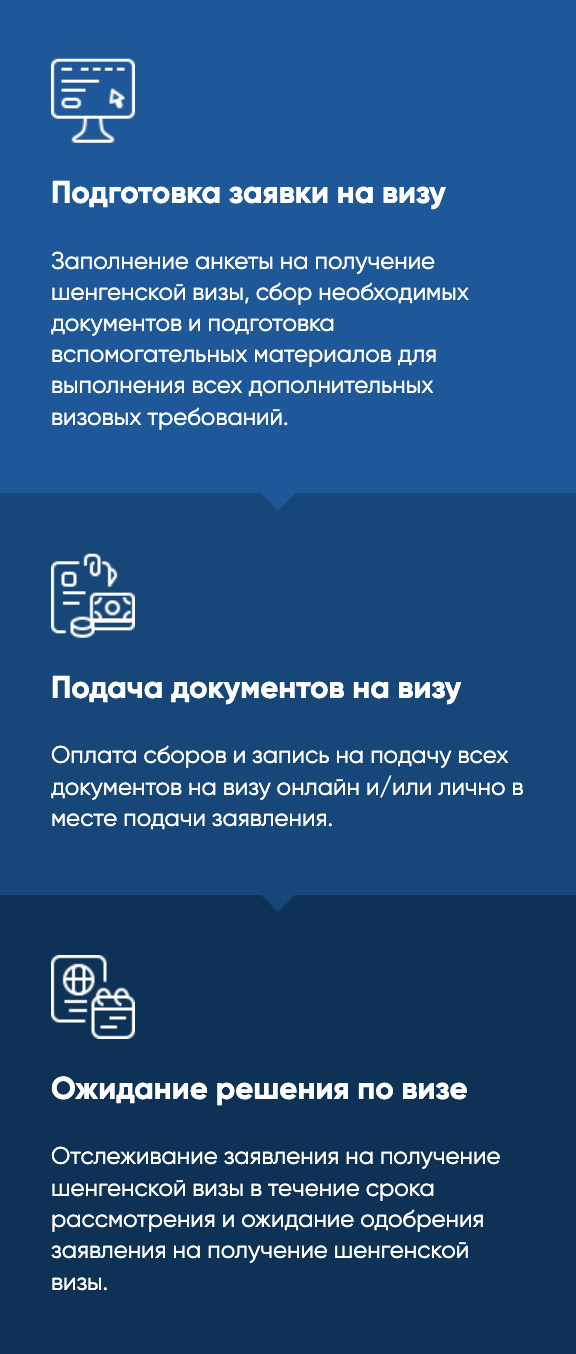 Подготовка заявки на визу
Заполнение анкеты на получение
шенгенской визы, сбор необходимых
документов и подготовка
вспомогательных материалов для
выполнения всех дополнительных
визовых требований.
Подача документов на визу
Оплата сборов и запись на подачу всех
документов на визу онлайн и/или лично в
месте подачи заявления.
Ожидание решения по визе
Отслеживание заявления на получение
шенгенской визы в течение срока
рассмотрения и ожидание одобрения
заявления на получение шенгенской
визы.